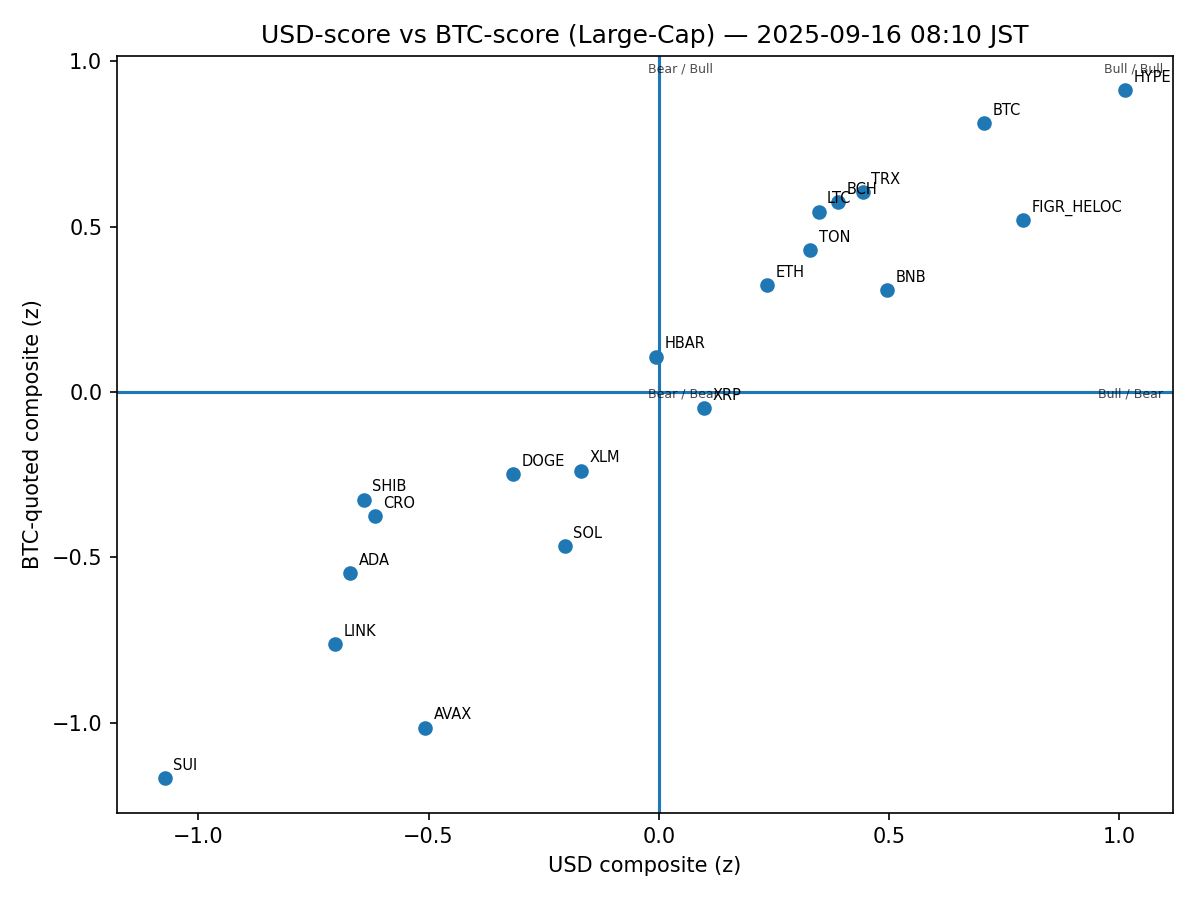 USD-score vs BTC-score (Large-Cap) — 2025-09-16 08:10 JST
1.0
Bear / Bull
Bull / Bull
HYPE
BTC
TRX
BCH
LTC
FIGR_HELOC
0.5
TON
ETH
BNB
HBAR
0.0
Bear / Bear
XRP
Bull / Bear
DOGE
XLM
SHIB
CRO
−0.5
SOL
ADA
LINK
−1.0
AVAX
SUI
BTC-quoted composite (z)
−1.0
−0.5
0.0
0.5
1.0
USD composite (z)